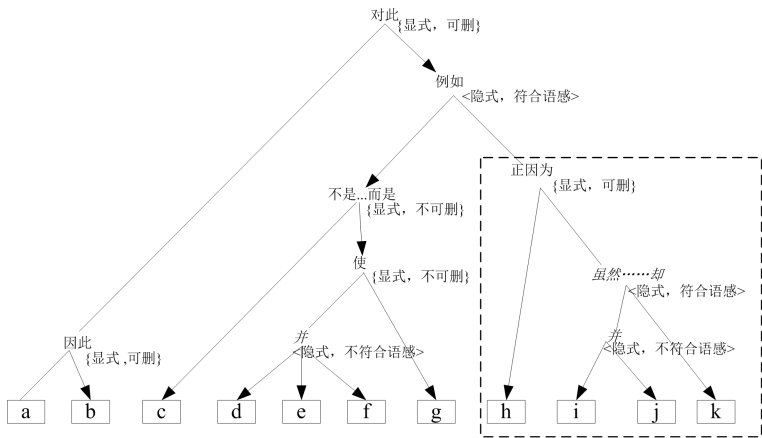 对此
{显式，可删}
例如
<隐式，符合语感>
正因为
{显式，可删}
不是...而是
{显式，不可删}
使
{显式，不可删}
虽然……却
<隐式，符合语感>
因此
{显式 ,可删}
并
<隐式，不符合语感>
并
<隐式，不符合语感>
a b c d e f g h i j k